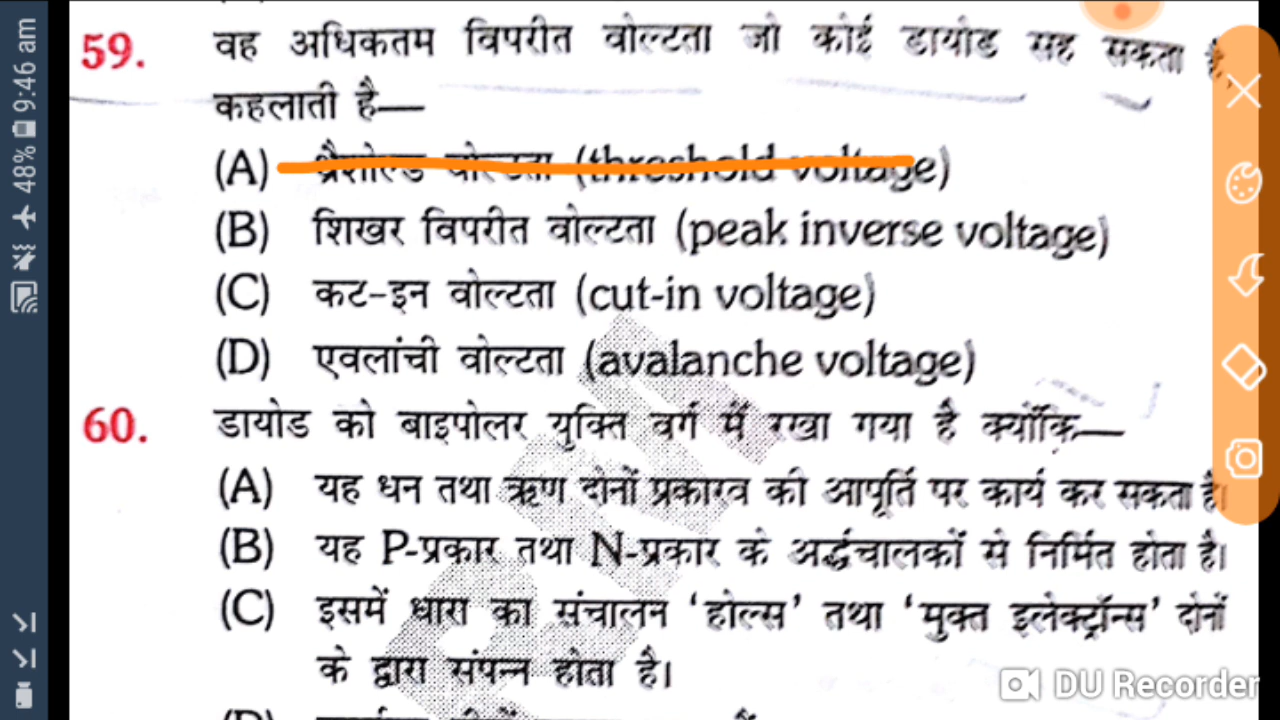 59. वह अधिकतम विपरीत वोल्टता जो कोई डायोड सह सकता है,
कहलाती है—
(A) थ्रैशोल्ड वोल्टता (threshold voltage)
(B) शिखर विपरीत वोल्टता (peak inverse voltage)
(C) कट-इन वोल्टता (cut-in voltage)
(D) एवलांची वोल्टता (avalanche voltage)
60. डायोड को बाइपोलर युक्ति वर्ग में रखा गया है क्योंकि—
(A) यह धन तथा ऋण दोनों प्रकारव की आपूर्ति पर कार्य कर सकता है।
(B) यह P-प्रकार तथा N-प्रकार के अर्द्धचालकों से निर्मित होता है।
(C) इसमें धारा का संचालन ‘होल्स’ तथा ‘मुक्त इलेक्ट्रॉन्स’ दोनों
के द्वारा संपन्न होता है।
DU Recorder
48% 9:46 am